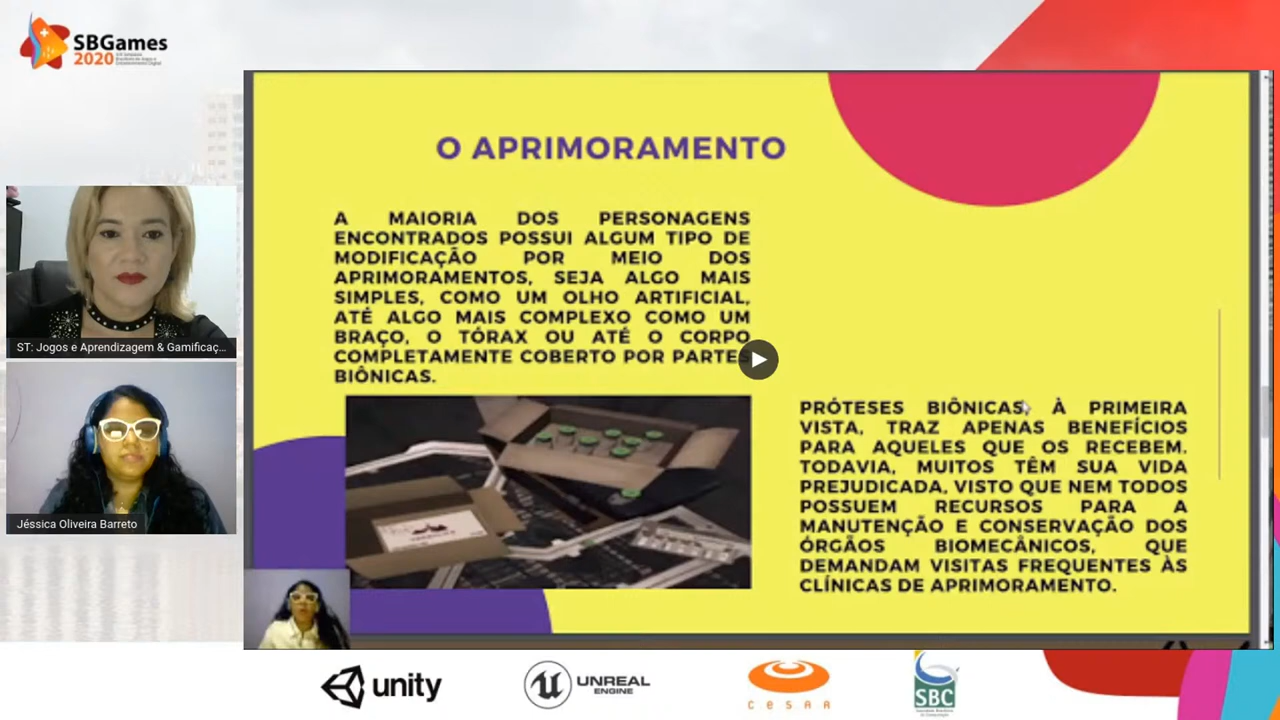 SBGames
2020
O APRIMORAMENTO
A MAIORIA DOS PERSONAGENS
ENCONTRADOS POSSUI ALGUM TIPO DE
MODIFICAÇÃO POR MEIO DOS
APRIMORAMENTOS, SEJA ALGO MAIS
SIMPLES, COMO UM OLHO ARTIFICIAL,
ATÉ ALGO MAIS COMPLEXO COMO UM
BRAÇO, O TÓRAX OU ATÉ O CORPO
COMPLETAMENTE COBERTO POR PARTES
BIÔNICAS.
PRÓTESES BIÔNICAS, À PRIMEIRA
VISTA, TRAZ APENAS BENEFÍCIOS
PARA AQUELES QUE OS RECEBEM.
TODAVIA, MUITOS TÊM SUA VIDA
PREJUDICADA, VISTO QUE NEM TODOS
POSSUEM RECURSOS PARA A
MANUTENÇÃO E CONSERVAÇÃO DOS
ÓRGÃOS BIOMECÂNICOS, QUE
DEMANDAM VISITAS FREQUENTES ÀS
CLÍNICAS DE APRIMORAMENTO.
ST: Jogos e Aprendizagem & Gamificaç...
Jéssica Oliveira Barreto
unity
UNREAL
ENGINE
cesar
SBC